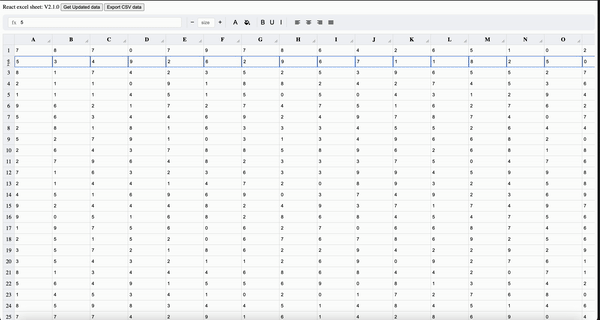 React excel sheet: V2.1.0 Get Updated data Export CSV data
fx 5 − size + A B U I
A B C D E F G H I J K L M N O
1 7 8 7 0 7 9 7 8 6 4 2 6 5 1 0 2
2 5 3 4 9 2 6 2 9 6 7 1 1 8 2 5 0
3 8 1 7 4 2 3 5 2 5 3 9 6 5 5 2 7
4 2 1 1 0 9 1 8 8 2 4 2 7 4 5 3 6
5 1 1 1 4 5 1 5 0 5 0 4 3 1 2 9 4
6 9 6 2 1 7 2 7 4 7 5 1 6 2 7 8 2
7 5 6 3 4 4 6 9 2 4 9 7 8 7 4 0 7
8 2 8 1 8 1 6 3 3 3 4 5 5 2 6 4 4
9 5 2 7 9 1 0 3 1 3 4 9 6 6 8 2 0
10 2 6 4 3 7 8 8 5 8 9 6 2 6 8 1 8
11 2 7 9 6 4 8 2 3 3 3 7 5 0 4 7 6
12 7 1 6 3 2 3 6 3 3 9 9 4 5 9 9 8
13 2 1 4 4 1 4 7 2 0 8 9 3 2 4 5 8
14 4 5 1 6 9 6 9 0 3 7 4 9 2 3 6 9
15 9 2 4 4 4 8 2 4 9 3 7 1 7 4 9 7
16 9 0 5 1 6 8 2 8 6 8 4 5 4 7 5 6
17 1 9 7 5 6 0 6 2 7 0 6 6 8 7 4 6
18 2 5 1 5 2 0 6 7 6 7 8 6 9 2 5 6
19 3 5 7 2 1 8 6 2 2 9 4 2 2 9 2 9
20 3 5 4 3 2 1 1 2 6 9 0 9 2 7 6 1
21 8 1 3 4 4 4 6 8 6 8 4 2 0 7 1
22 5 6 4 9 1 5 5 6 9 0 8 1 3 5 4 2
23 1 4 5 3 4 1 0 2 0 1 7 2 7 6 8 0
24 8 5 9 8 3 4 4 5 1 4 8 4 5 1 4 8
25 7 7 7 4 9 1 7 4 0 4 2 8 6 9 0 4